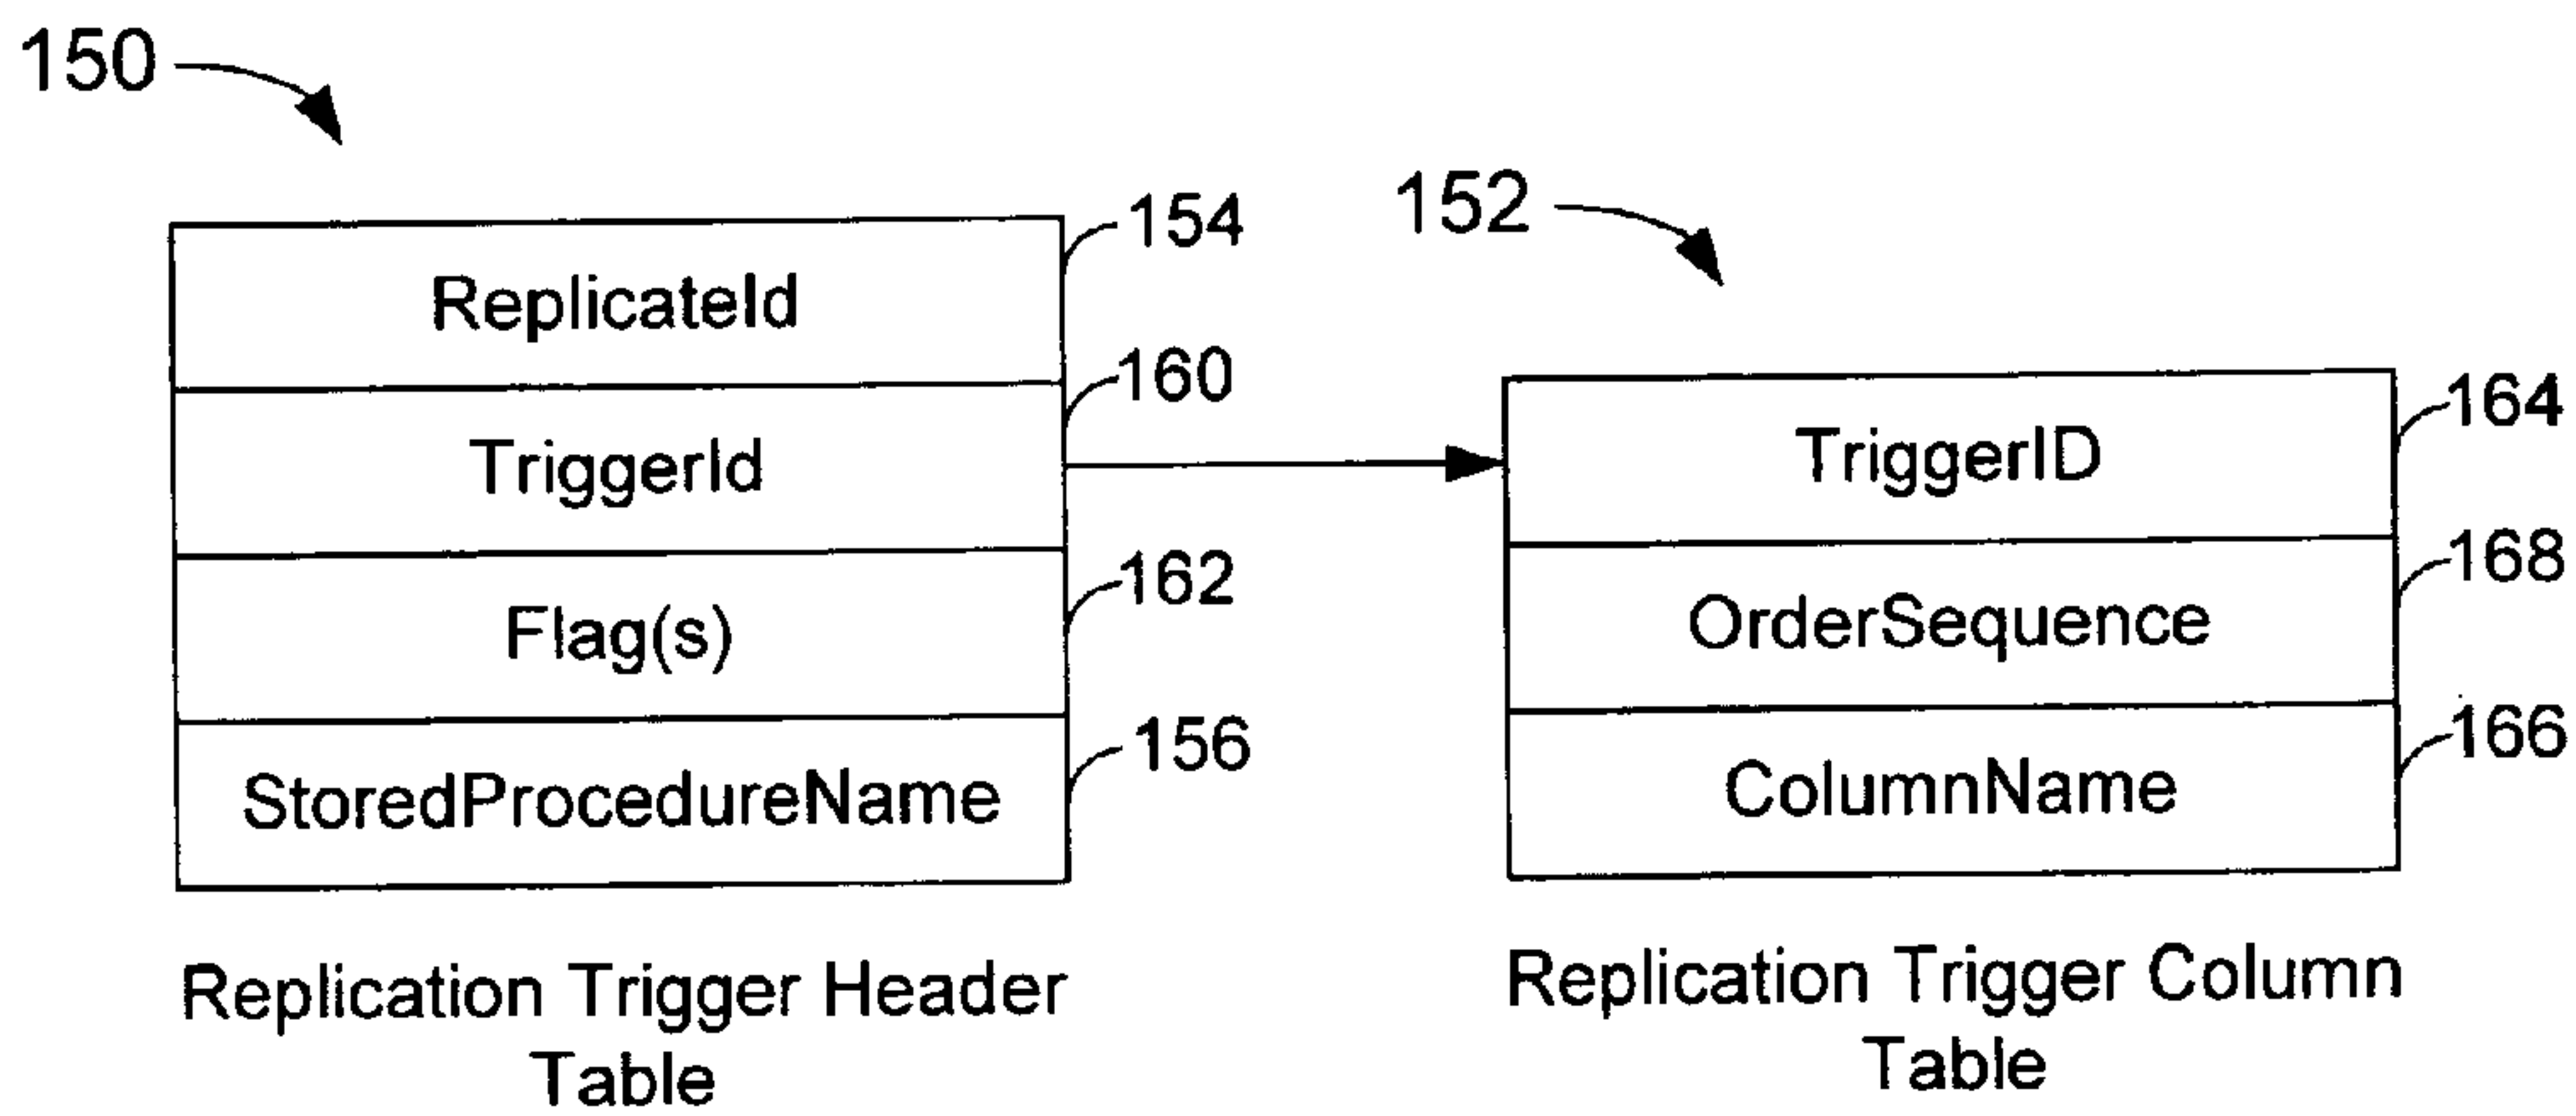 150
154
ReplicateId
160
TriggerId
162
Flag(s)
156
StoredProcedureName
Replication Trigger Header
Table
152
164
TriggerID
168
OrderSequence
166
ColumnName
Replication Trigger Column
Table